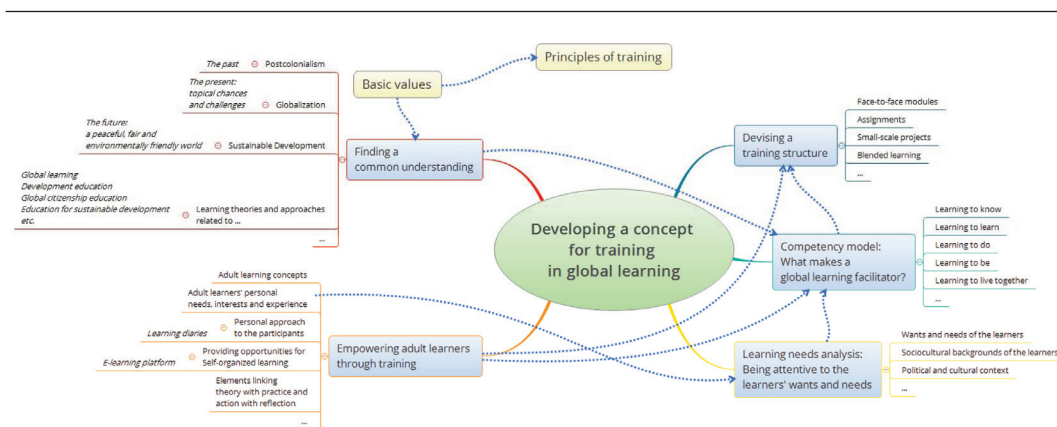 Developing a concept
for training
in global learning
Basic values
Principles of training
Finding a
common understanding
The past
Postcolonialism
The present:
topical chances
and challenges
Globalization
The future:
a peaceful, fair and
environmentally friendly world
Sustainable Development
Global learning
Development education
Global citizenship education
Education for sustainable development
etc.
Learning theories and approaches
related to ...
...
Empowering adult learners
through training
Adult learning concepts
Adult learners' personal
needs, interests and experience
Learning diaries
Personal approach
to the participants
E-learning platform
Providing opportunities for
Self-organized learning
Elements linking
theory with practice and
action with reflection
...
Devising a
training structure
Face-to-face modules
Assignments
Small-scale projects
Blended learning
...
Competency model:
What makes a
global learning facilitator?
Learning to know
Learning to learn
Learning to do
Learning to be
Learning to live together
...
Learning needs analysis:
Being attentive to the
learners' wants and needs
Wants and needs of the learners
Sociocultural backgrounds of the learners
Political and cultural context
...